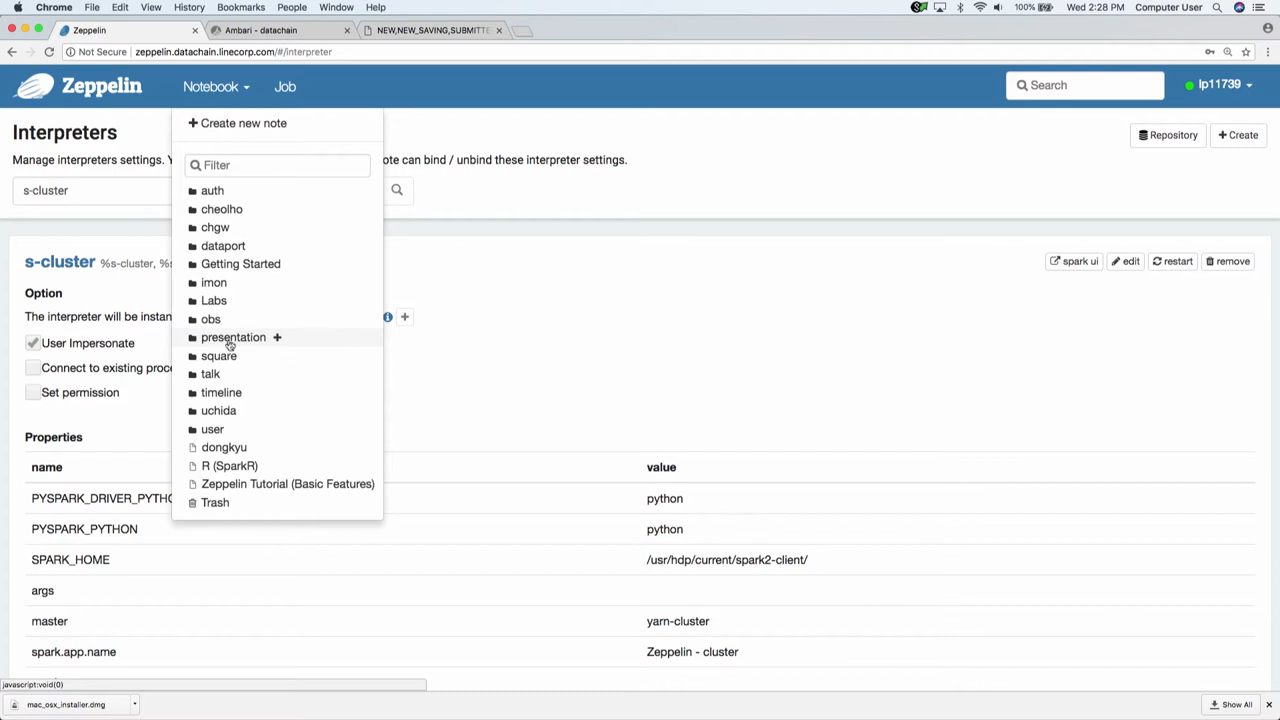 Chrome File Edit View History Bookmarks People Window Help 100% Wed 2:28 PM Computer User
Zeppelin × Ambari - datachain × NEW,NEW_SAVING,SUBMITTE ×
Not Secure zeppelin.datachain.linecorp.com/#/interpreter
Zeppelin Notebook Job Search lp11739
Interpreters
Repository + Create
Manage interpreters settings. Y
ote can bind / unbind these interpreter settings.
s-cluster
+ Create new note
Filter
auth
cheolho
chgw
dataport
Getting Started
imon
Labs
obs
presentation +
square
talk
timeline
uchida
user
dongkyu
R (SparkR)
Zeppelin Tutorial (Basic Features)
Trash
s-cluster %s-cluster, %s
spark ui edit restart remove
Option
The interpreter will be instan
User Impersonate
Connect to existing proce
Set permission
Properties
name value
PYSPARK_DRIVER_PYTHO python
PYSPARK_PYTHON python
SPARK_HOME /usr/hdp/current/spark2-client/
args
master yarn-cluster
spark.app.name Zeppelin - cluster
javascript:void(0)
mac_osx_installer.dmg Show All ×